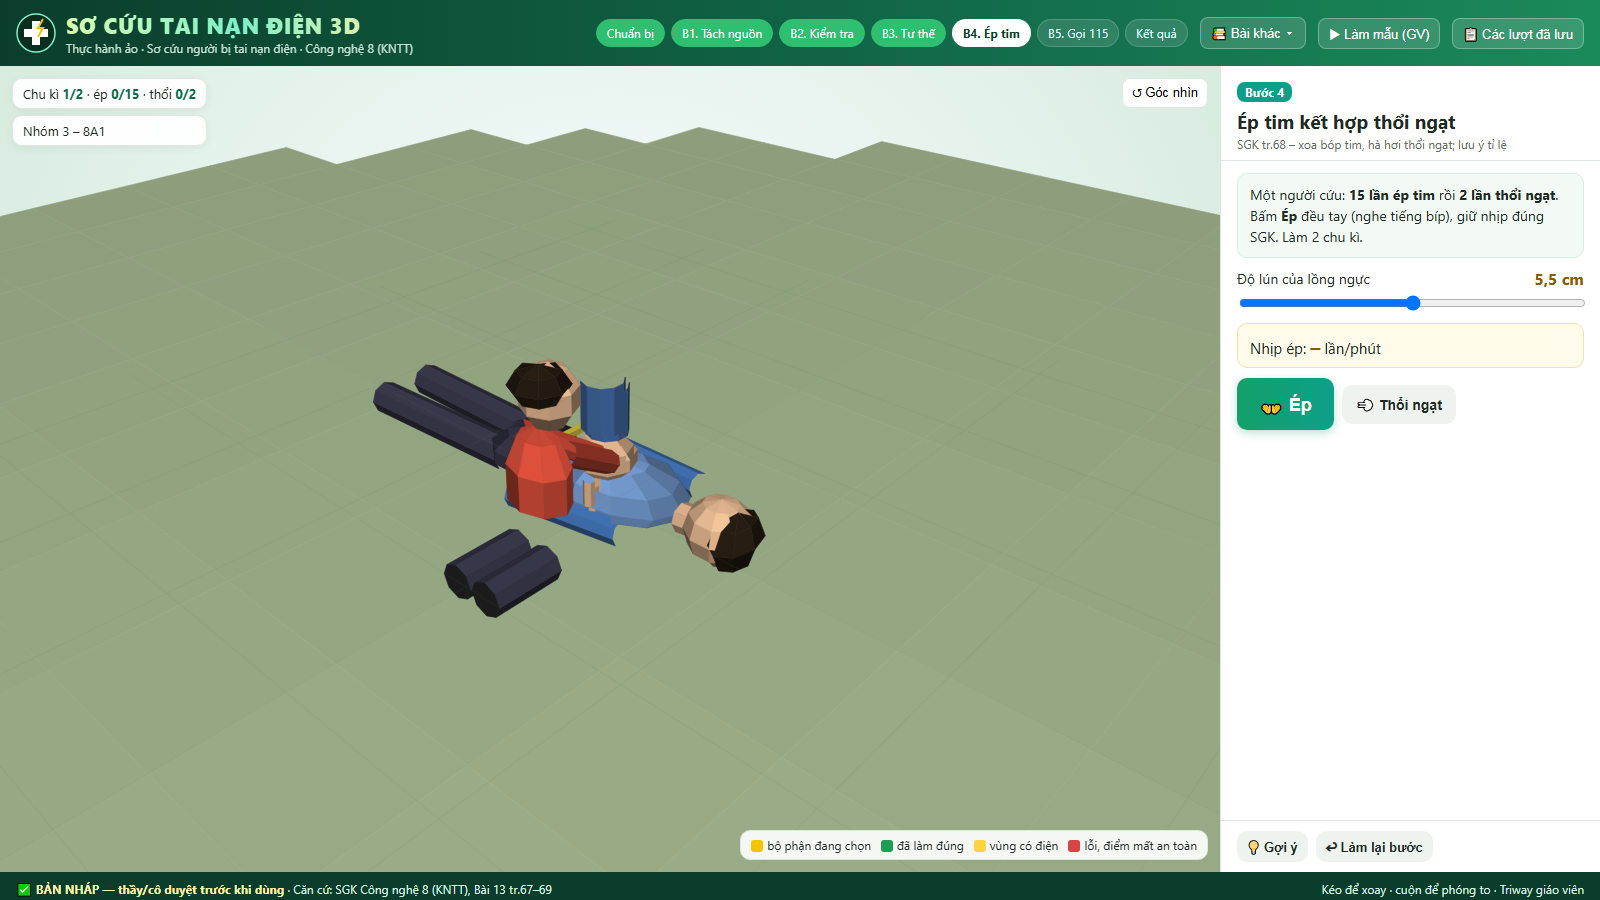 SƠ CỨU TAI NẠN ĐIỆN 3D
Thực hành ảo · Sơ cứu người bị tai nạn điện · Công nghệ 8 (KNTT)
Chuẩn bị
B1. Tách nguồn
B2. Kiểm tra
B3. Tư thế
B4. Ép tim
B5. Gọi 115
Kết quả
Bài khác
Làm mẫu (GV)
Các lượt đã lưu
Chu kì 1/2 · ép 0/15 · thổi 0/2
Nhóm 3 – 8A1
Góc nhìn
Bước 4
Ép tim kết hợp thổi ngạt
SGK tr.68 – xoa bóp tim, hà hơi thổi ngạt; lưu ý tỉ lệ
Một người cứu: 15 lần ép tim rồi 2 lần thổi ngạt.
Bấm Ép đều tay (nghe tiếng bíp), giữ nhịp đúng
SGK. Làm 2 chu kì.
Độ lún của lồng ngực 5,5 cm
Nhịp ép: – lần/phút
Ép
Thổi ngạt
bộ phận đang chọn
đã làm đúng
vùng có điện
lỗi, điểm mất an toàn
Gợi ý
Làm lại bước
BẢN NHÁP — thầy/cô duyệt trước khi dùng · Căn cứ: SGK Công nghệ 8 (KNTT), Bài 13 tr.67–69
Kéo để xoay · cuộn để phóng to · Triway giáo viên